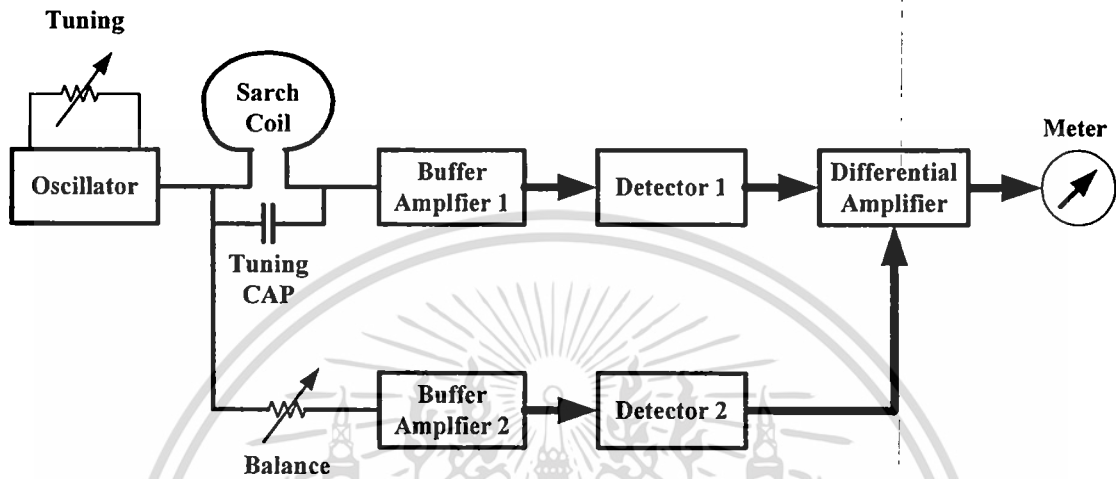 Tuning
Sarch
Coil
Meter
Oscillator
Buffer
Amplfier 1
Detector 1
Differential
Amplifier
Tuning
CAP
Buffer
Amplfier 2
Detector 2
Balance